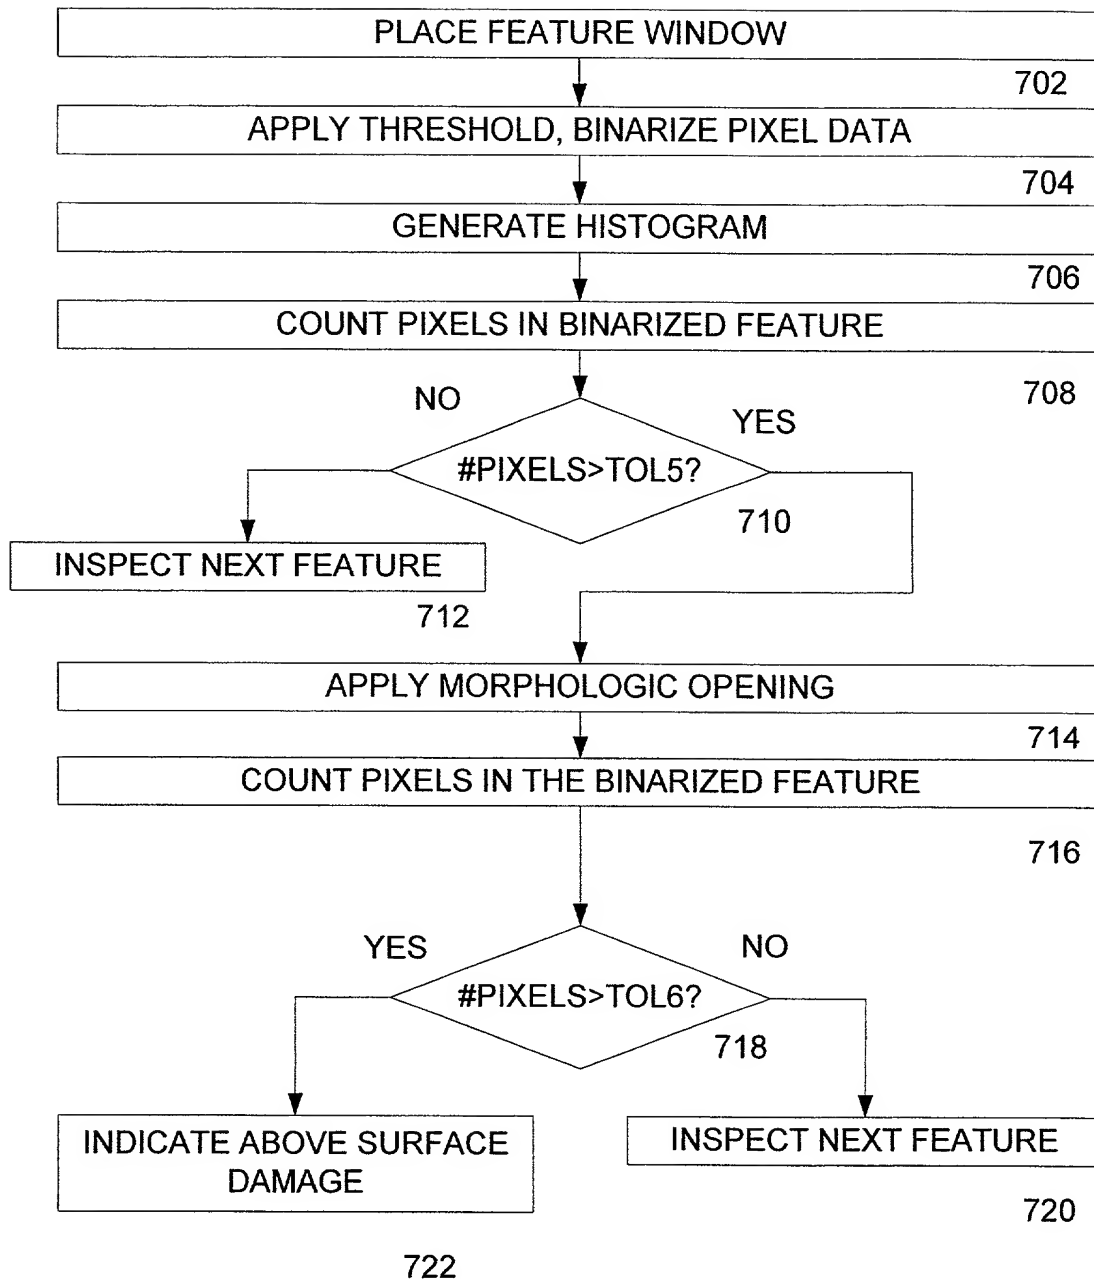 PLACE FEATURE WINDOW
702
APPLY THRESHOLD, BINARIZE PIXEL DATA
704
GENERATE HISTOGRAM
706
COUNT PIXELS IN BINARIZED FEATURE
708
NO
YES
#PIXELS>TOL5?
710
INSPECT NEXT FEATURE
712
APPLY MORPHOLOGIC OPENING
714
COUNT PIXELS IN THE BINARIZED FEATURE
716
YES
NO
#PIXELS>TOL6?
718
INDICATE ABOVE SURFACE
DAMAGE
722
INSPECT NEXT FEATURE
720